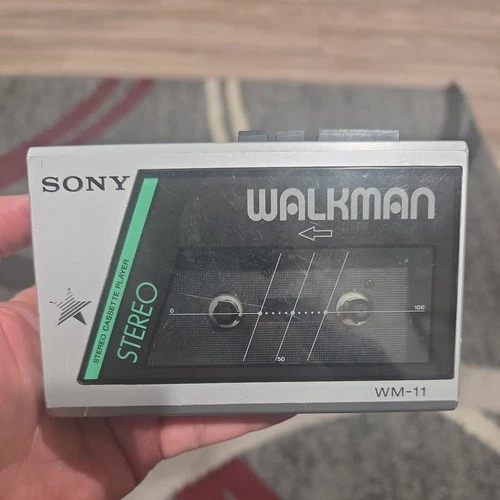 SONY
WALKMAN
STEREO CASSETTE PLAYER
STEREO
0
100
/50
WM-11